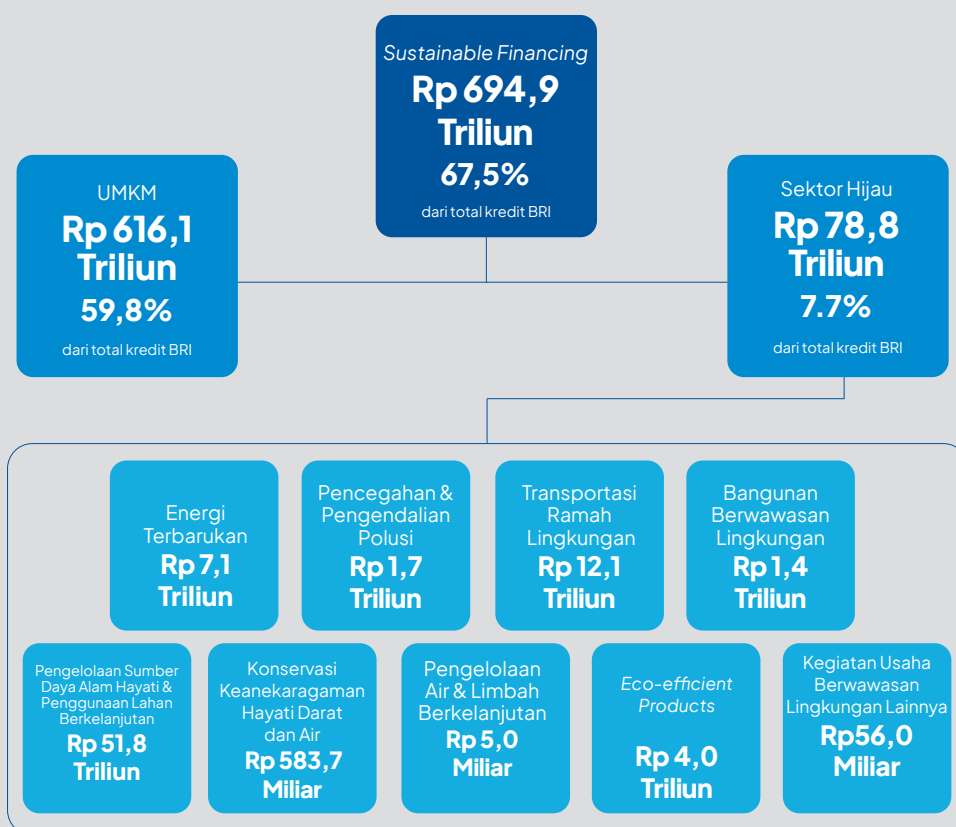 Sustainable Financing
Rp 694,9
Triliun
67,5%
dari total kredit BRI
UMKM
Rp 616,1
Triliun
59,8%
dari total kredit BRI
Sektor Hijau
Rp 78,8
Triliun
7.7%
dari total kredit BRI
Energi
Terbarukan
Rp 7,1
Triliun
Pencegahan &
Pengendalian
Polusi
Rp 1,7
Triliun
Transportasi
Ramah
Lingkungan
Rp 12,1
Triliun
Bangunan
Berwawasan
Lingkungan
Rp 1,4
Triliun
Pengelolaan Sumber
Daya Alam Hayati &
Penggunaan Lahan
Berkelanjutan
Rp 51,8
Triliun
Konservasi
Keanekaragaman
Hayati Darat
dan Air
Rp 583,7
Miliar
Pengelolaan
Air & Limbah
Berkelanjutan
Rp 5,0
Miliar
Eco-efficient
Products
Rp 4,0
Triliun
Kegiatan Usaha
Berwawasan
Lingkungan Lainnya
Rp56,0
Miliar